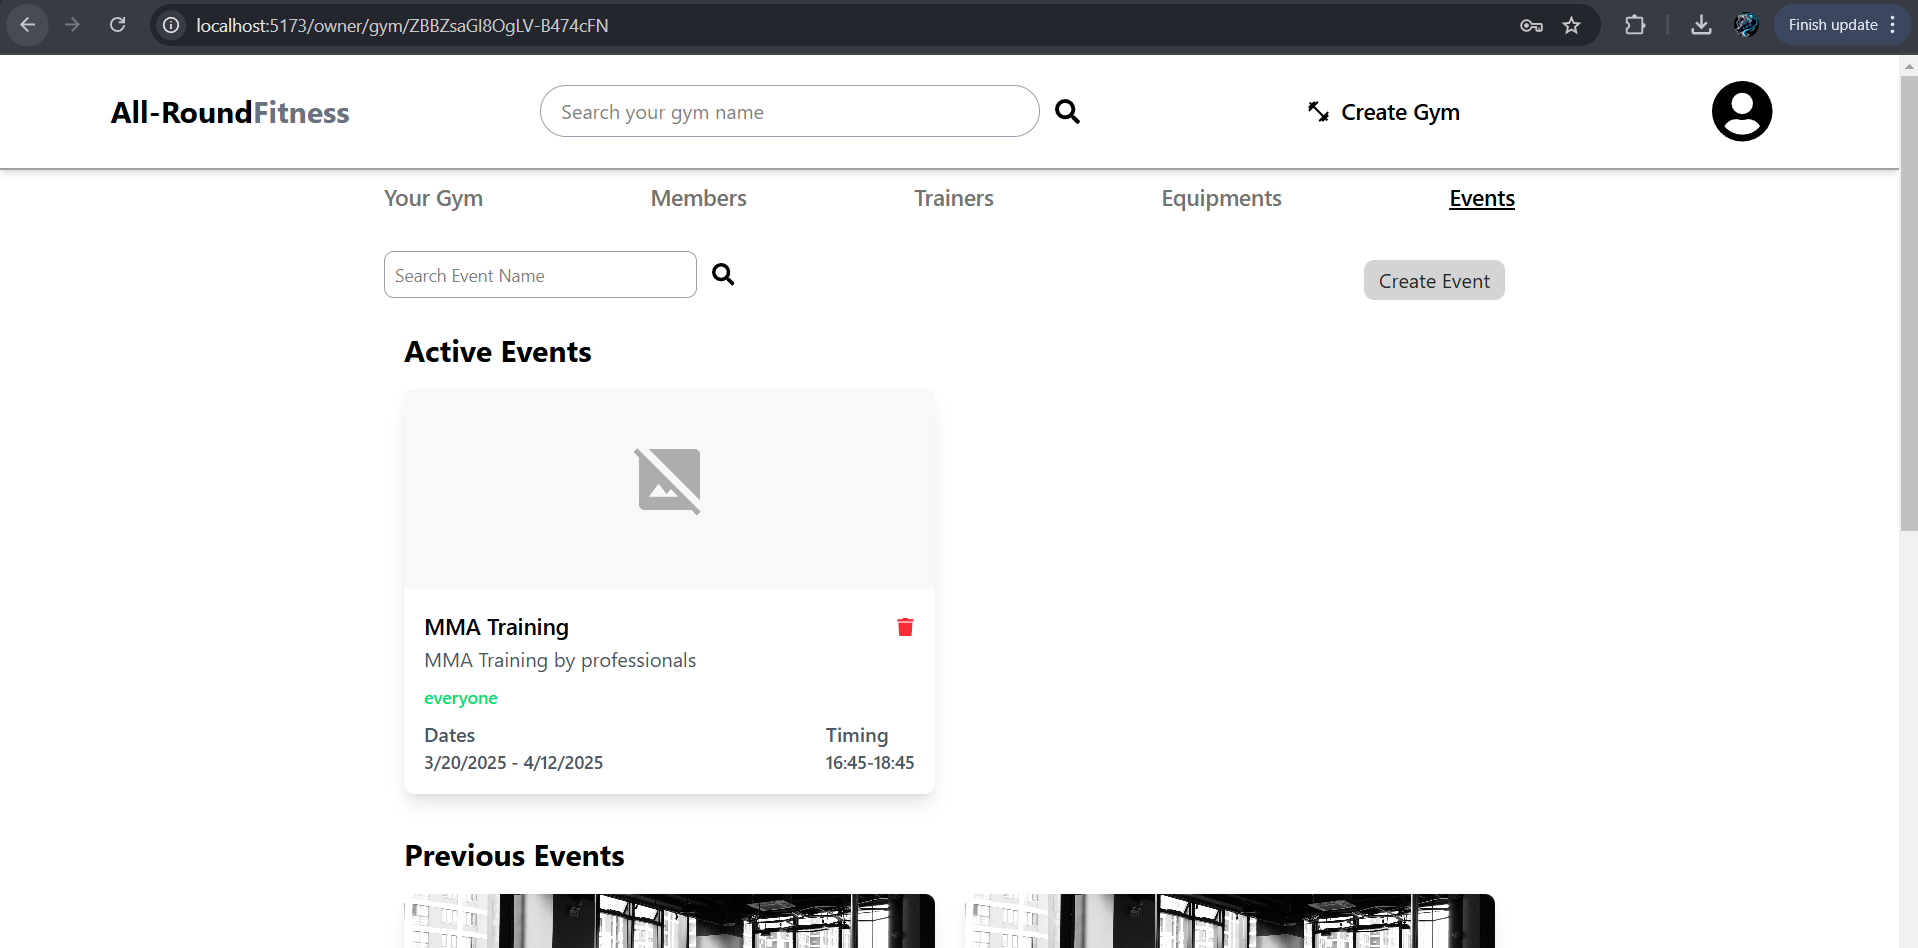 localhost:5173/owner/gym/ZBBZsaGI8OgLV-B474cFN
Finish update
All-RoundFitness
Search your gym name
Create Gym
Your Gym
Members
Trainers
Equipments
Events
Search Event Name
Create Event
Active Events
MMA Training
MMA Training by professionals
everyone
Dates
Timing
3/20/2025 - 4/12/2025
16:45-18:45
Previous Events